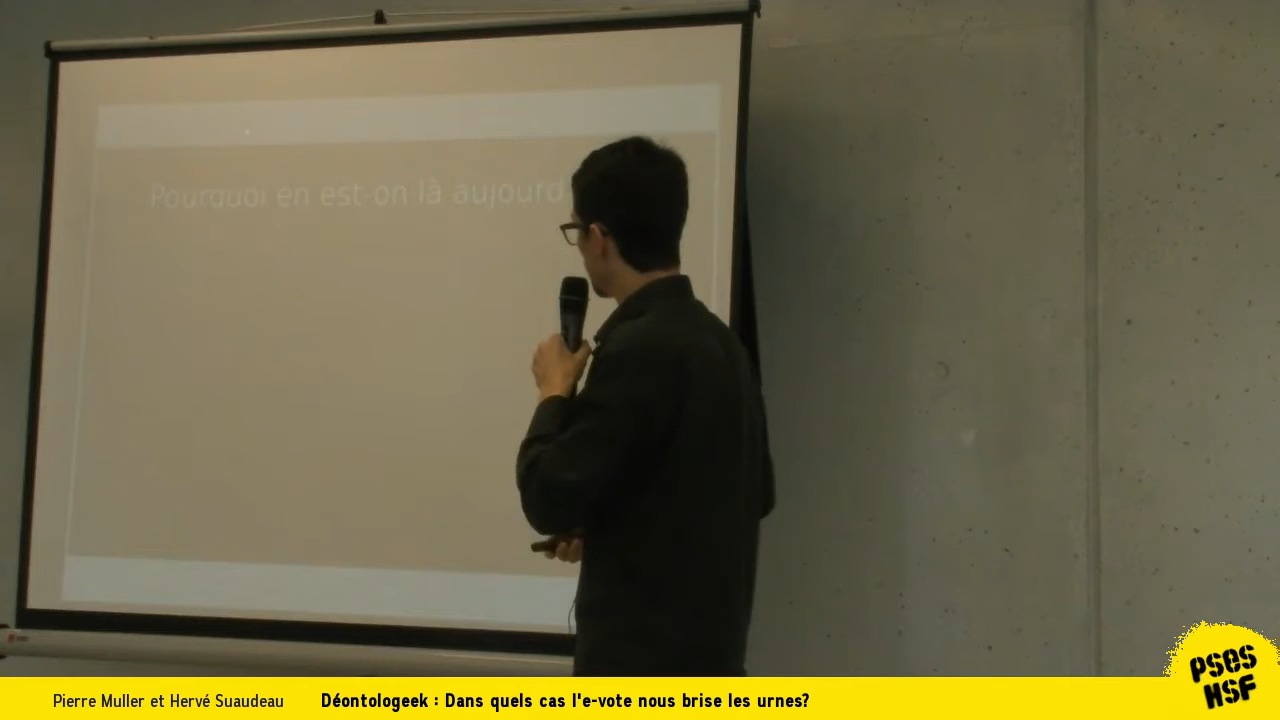 Pourquoi en est-on là aujourd
Pierre Muller et Hervé Suaudeau
Déontologeek : Dans quels cas l'e-vote nous brise les urnes?
PSES
HSF